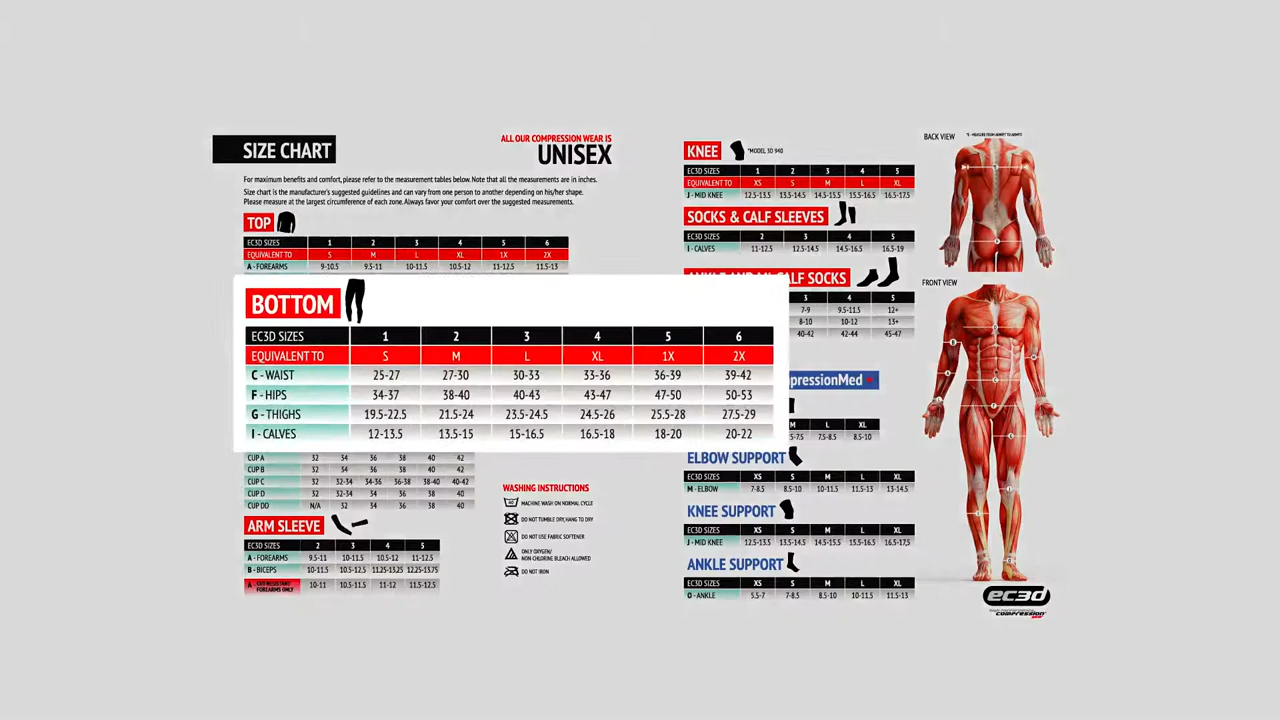 SIZE CHART
ALL OUR COMPRESSION WEAR IS
UNISEX
For maximum benefits and comfort, please refer to the measurement tables below. Note that all the measurements are in inches.
Size chart is the manufacturer's suggested guidelines and can vary from one person to another depending on his/her shape.
Please measure at the largest circumference of each zone. Always favor your comfort over the suggested measurements.
TOP
EC3D SIZES 1 2 3 4 5 6
EQUIVALENT TO S M L XL 1X 2X
A - FOREARMS 9-10.5 9.5-11 10-11.5 10.5-12 11-12.5 11.5-13
BOTTOM
EC3D SIZES 1 2 3 4 5 6
EQUIVALENT TO S M L XL 1X 2X
C - WAIST 25-27 27-30 30-33 33-36 36-39 39-42
F - HIPS 34-37 38-40 40-43 43-47 47-50 50-53
G - THIGHS 19.5-22.5 21.5-24 23.5-24.5 24.5-26 25.5-28 27.5-29
I - CALVES 12-13.5 13.5-15 15-16.5 16.5-18 18-20 20-22
CUP A 32 34 36 38 40 42
CUP B 32 34 36 38 40 42
CUP C 32 32-34 34-36 36-38 38-40 40-42
CUP D 32 32-34 34 36 38 40
CUP DD N/A 32 34 36 38 40
ARM SLEEVE
EC3D SIZES 2 3 4 5
A - FOREARMS 9.5-11 10-11.5 10.5-12 11-12.5
B - BICEPS 10-11.5 10.5-12.5 11.25-13.25 12.25-13.75
A - CUT-RESISTANT
FOREARMS ONLY 10-11 10.5-11.5 11-12 11.5-12.5
WASHING INSTRUCTIONS
MACHINE WASH ON NORMAL CYCLE
DO NOT TUMBLE DRY, HANG TO DRY
DO NOT USE FABRIC SOFTENER
ONLY OXYGEN/
NON CHLORINE BLEACH ALLOWED
DO NOT IRON
KNEE *MODEL 3D 940
EC3D SIZES 1 2 3 4 5
EQUIVALENT TO XS S M L XL
J - MID KNEE 12.5-13.5 13.5-14.5 14.5-15.5 15.5-16.5 16.5-17.5
SOCKS & CALF SLEEVES
EC3D SIZES 2 3 4 5
I - CALVES 11-12.5 12.5-14.5 14.5-16.5 16.5-19
CALF SOCKS
3 4 5
7-9 9.5-11.5 12+
8-10 10-12 13+
40-42 42-44 45-47
pressionMed
M L XL
5-7.5 7.5-8.5 8.5-10
ELBOW SUPPORT
EC3D SIZES XS S M L XL
M - ELBOW 7-8.5 8.5-10 10-11.5 11.5-13 13-14.5
KNEE SUPPORT
EC3D SIZES XS S M L XL
J - MID KNEE 12.5-13.5 13.5-14.5 14.5-15.5 15.5-16.5 16.5-17.5
ANKLE SUPPORT
EC3D SIZES XS S M L XL
O - ANKLE 5.5-7 7-8.5 8.5-10 10-11.5 11.5-13
BACK VIEW
FRONT VIEW
ec3d
compression